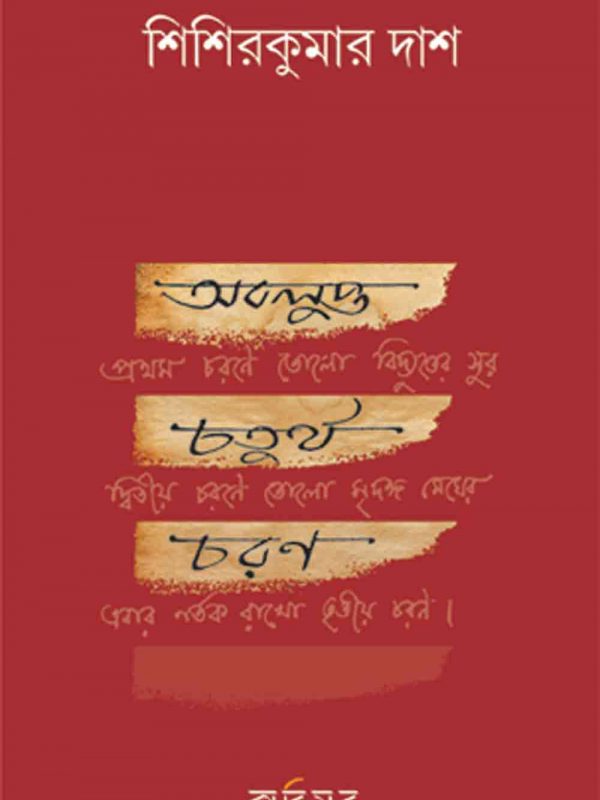 শিশিরকুমার দাশ
অবলুপ্ত
প্রথম চরণে তোলো বিদ্যুতের সুর
চতুর্থ
দ্বিতীয় চরণে তোলো মৃদঙ্গ মেঘের
চরণ
এবার নর্তক রাখো তৃতীয় চরণ।